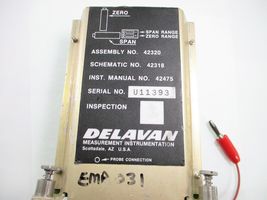 ZERO
SPAN
SPAN RANGE
ZERO RANGE
ASSEMBLY NO. 42320
SCHEMATIC NO. 42318
INST. MANUAL NO. 42475
SERIAL NO. U11393
INSPECTION
DELAVAN
MEASUREMENT INSTRUMENTATION
Scottsdale, AZ U.S.A.
PROBE CONNECTION
EMP 031